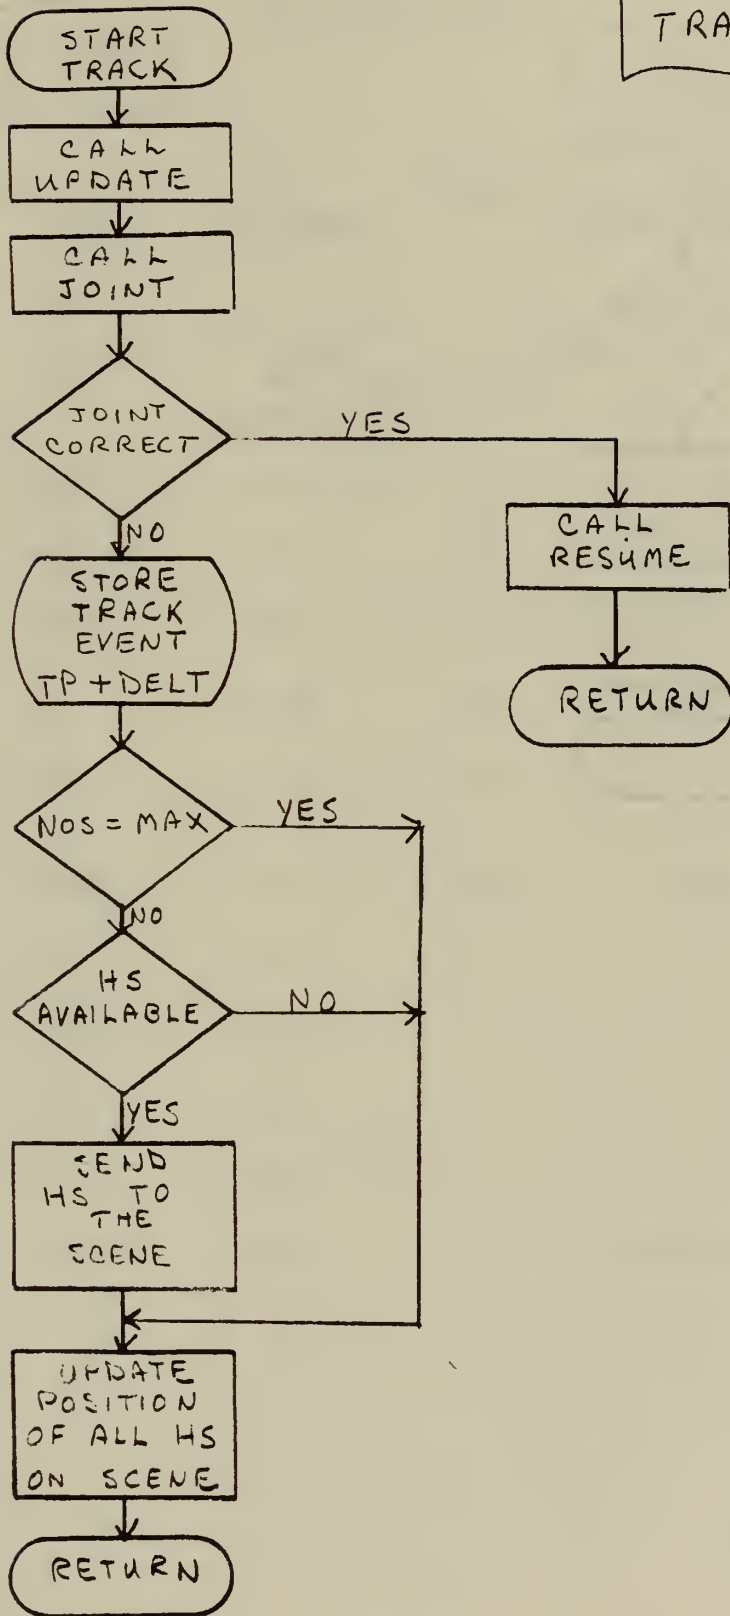 START
TRACK
TRA
CALL
UPDATE
CALL
JOINT
JOINT
CORRECT
YES
NO
CALL
RESUME
RETURN
STORE
TRACK
EVENT
TP + DELT
NOS = MAX
YES
NO
HS
AVAILABLE
NO
YES
SEND
HS TO
THE
SCENE
UPDATE
POSITION
OF ALL HS
ON SCENE
RETURN